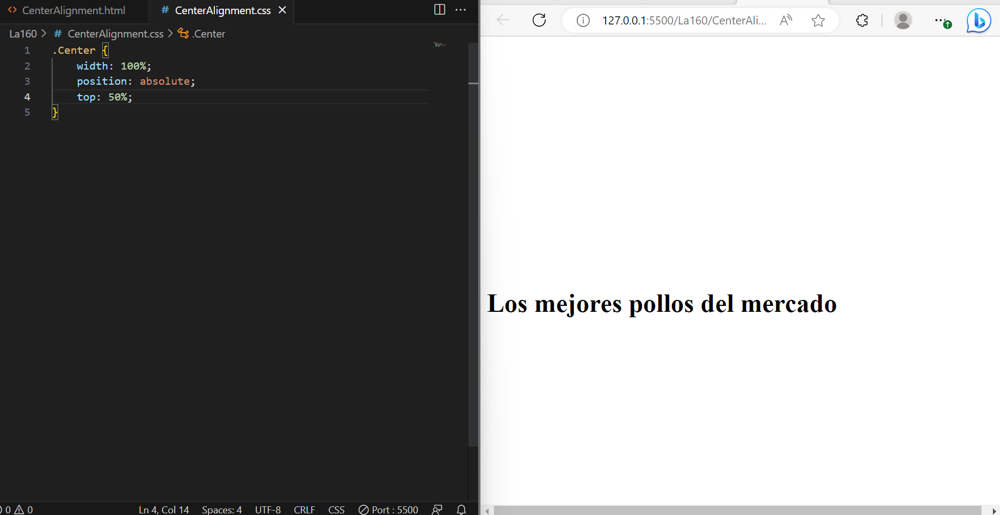 CenterAlignment.html
# CenterAlignment.css
La160 > # CenterAlignment.css > .Center
1 .Center {
2 width: 100%;
3 position: absolute;
4 top: 50%;
5 }
0 0
Ln 4, Col 14 Spaces: 4 UTF-8 CRLF CSS Port : 5500
127.0.0.1:5500/La160/CenterAli...
Los mejores pollos del mercado